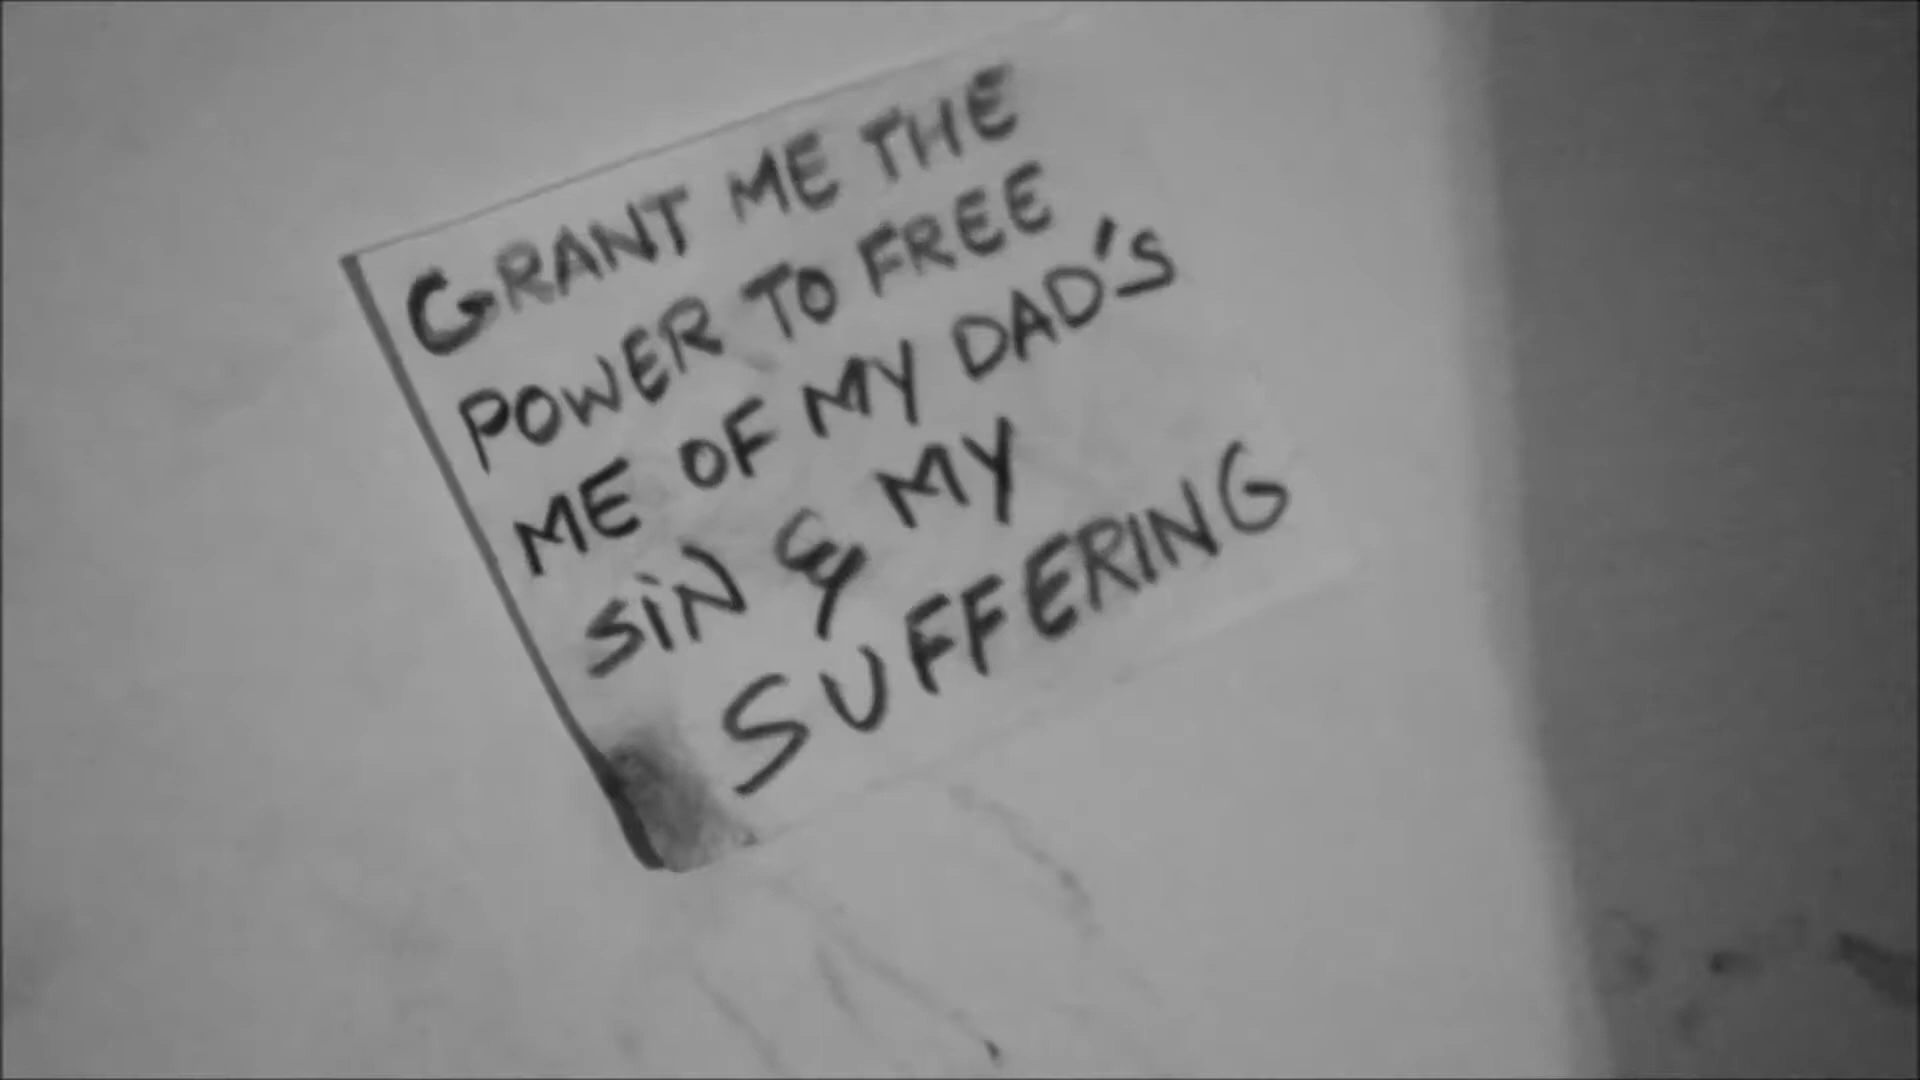 GRANT ME THE
POWER TO FREE
ME OF MY DAD'S
SiN & MY
SUFFERING